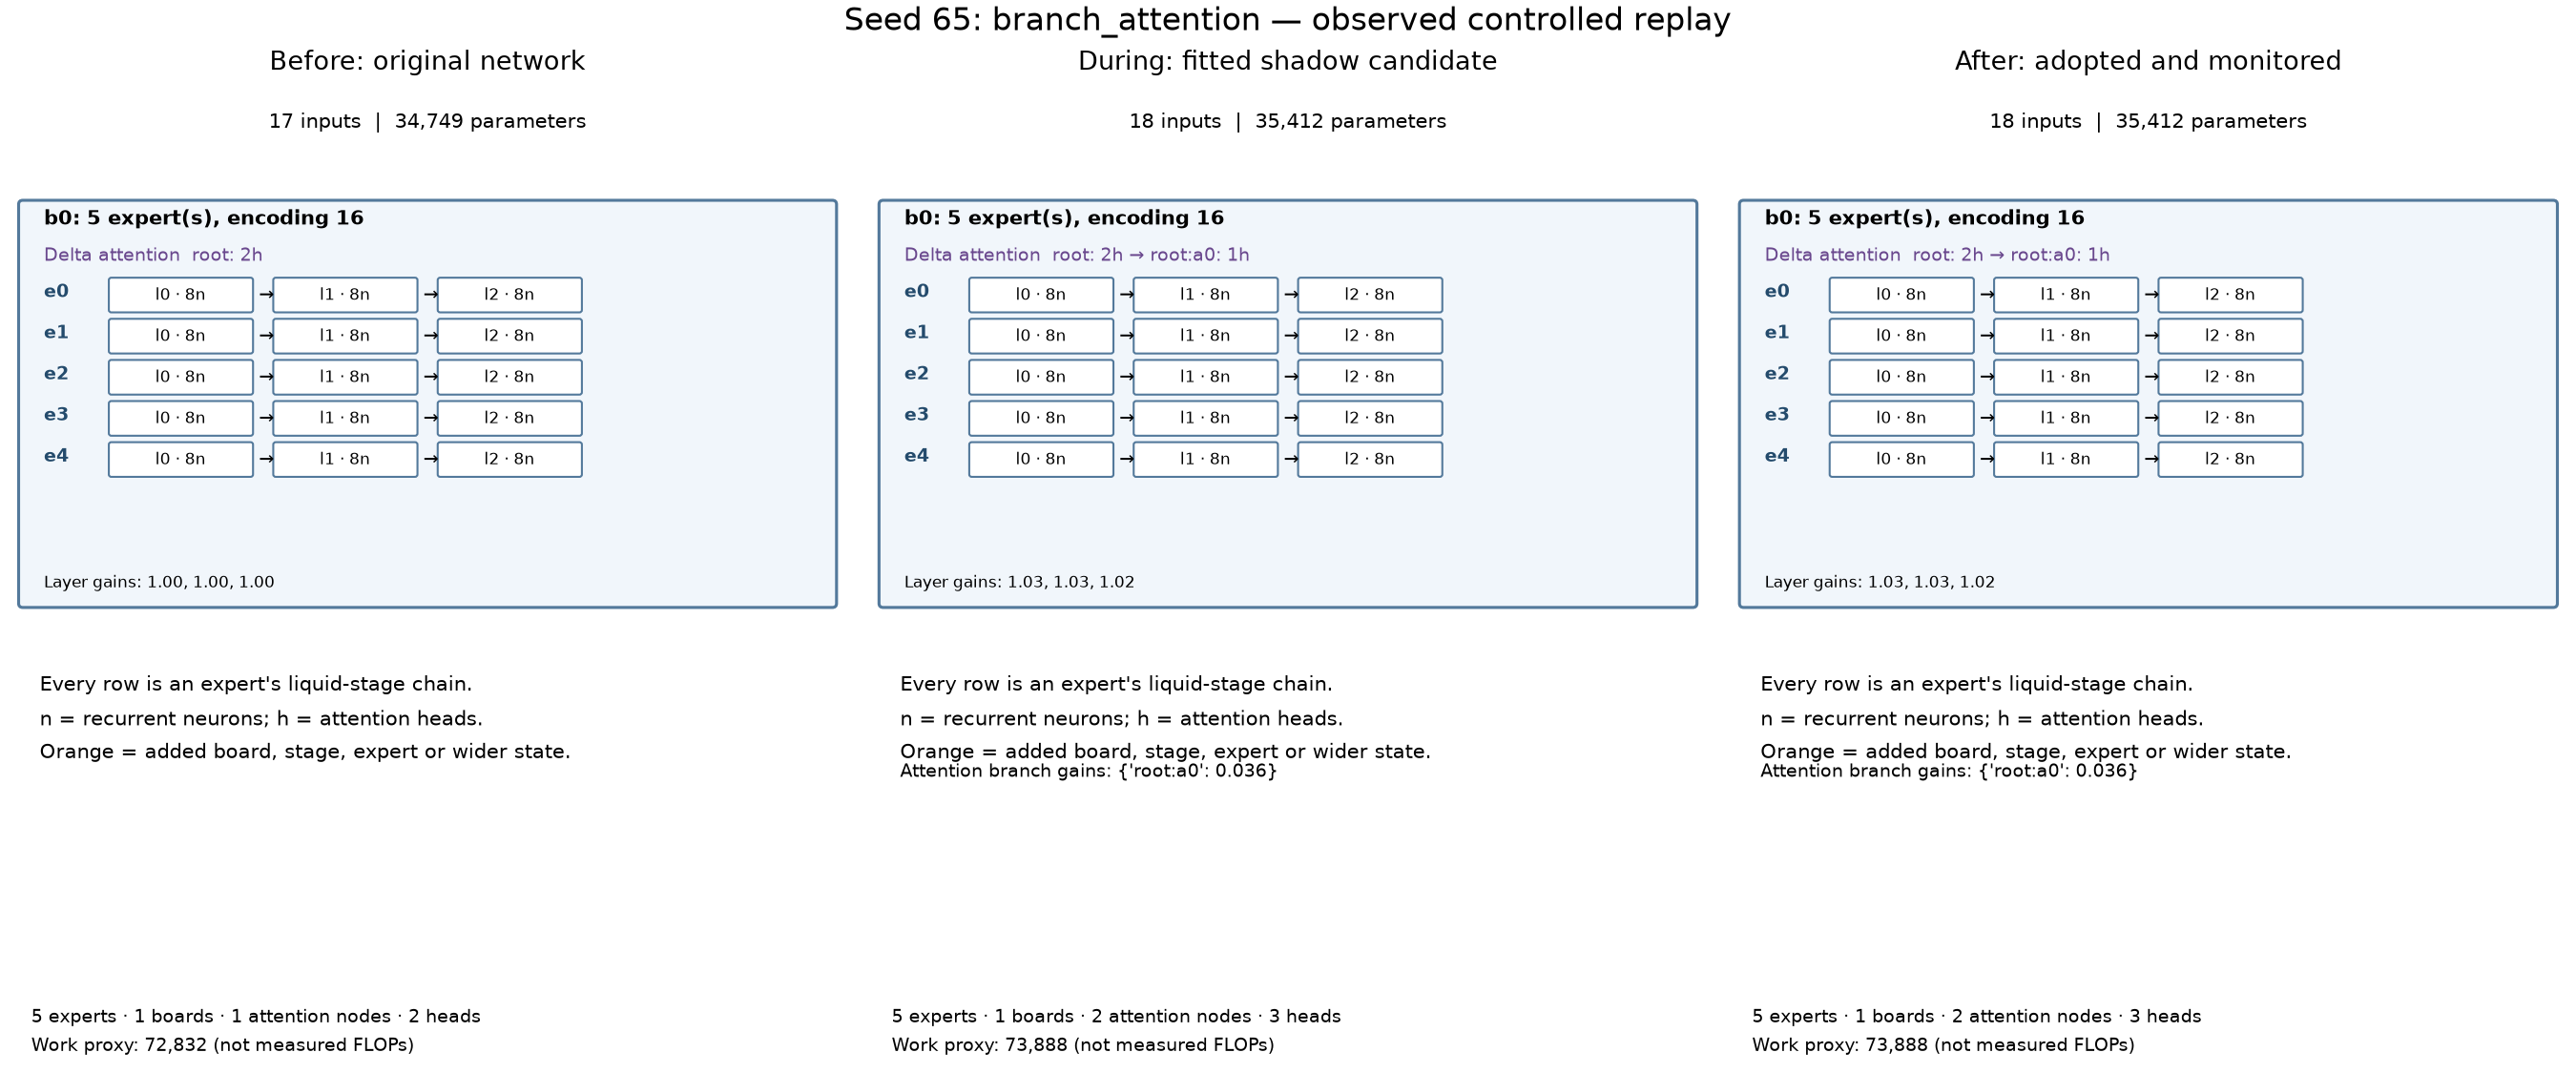 Seed 65: branch_attention — observed controlled replay
Before: original network
17 inputs | 34,749 parameters
b0: 5 expert(s), encoding 16
Delta attention root: 2h
e0 l0 · 8n → l1 · 8n → l2 · 8n
e1 l0 · 8n → l1 · 8n → l2 · 8n
e2 l0 · 8n → l1 · 8n → l2 · 8n
e3 l0 · 8n → l1 · 8n → l2 · 8n
e4 l0 · 8n → l1 · 8n → l2 · 8n
Layer gains: 1.00, 1.00, 1.00
Every row is an expert's liquid-stage chain.
n = recurrent neurons; h = attention heads.
Orange = added board, stage, expert or wider state.
5 experts · 1 boards · 1 attention nodes · 2 heads
Work proxy: 72,832 (not measured FLOPs)
During: fitted shadow candidate
18 inputs | 35,412 parameters
b0: 5 expert(s), encoding 16
Delta attention root: 2h → root:a0: 1h
e0 l0 · 8n → l1 · 8n → l2 · 8n
e1 l0 · 8n → l1 · 8n → l2 · 8n
e2 l0 · 8n → l1 · 8n → l2 · 8n
e3 l0 · 8n → l1 · 8n → l2 · 8n
e4 l0 · 8n → l1 · 8n → l2 · 8n
Layer gains: 1.03, 1.03, 1.02
Every row is an expert's liquid-stage chain.
n = recurrent neurons; h = attention heads.
Orange = added board, stage, expert or wider state.
Attention branch gains: {'root:a0': 0.036}
5 experts · 1 boards · 2 attention nodes · 3 heads
Work proxy: 73,888 (not measured FLOPs)
After: adopted and monitored
18 inputs | 35,412 parameters
b0: 5 expert(s), encoding 16
Delta attention root: 2h → root:a0: 1h
e0 l0 · 8n → l1 · 8n → l2 · 8n
e1 l0 · 8n → l1 · 8n → l2 · 8n
e2 l0 · 8n → l1 · 8n → l2 · 8n
e3 l0 · 8n → l1 · 8n → l2 · 8n
e4 l0 · 8n → l1 · 8n → l2 · 8n
Layer gains: 1.03, 1.03, 1.02
Every row is an expert's liquid-stage chain.
n = recurrent neurons; h = attention heads.
Orange = added board, stage, expert or wider state.
Attention branch gains: {'root:a0': 0.036}
5 experts · 1 boards · 2 attention nodes · 3 heads
Work proxy: 73,888 (not measured FLOPs)